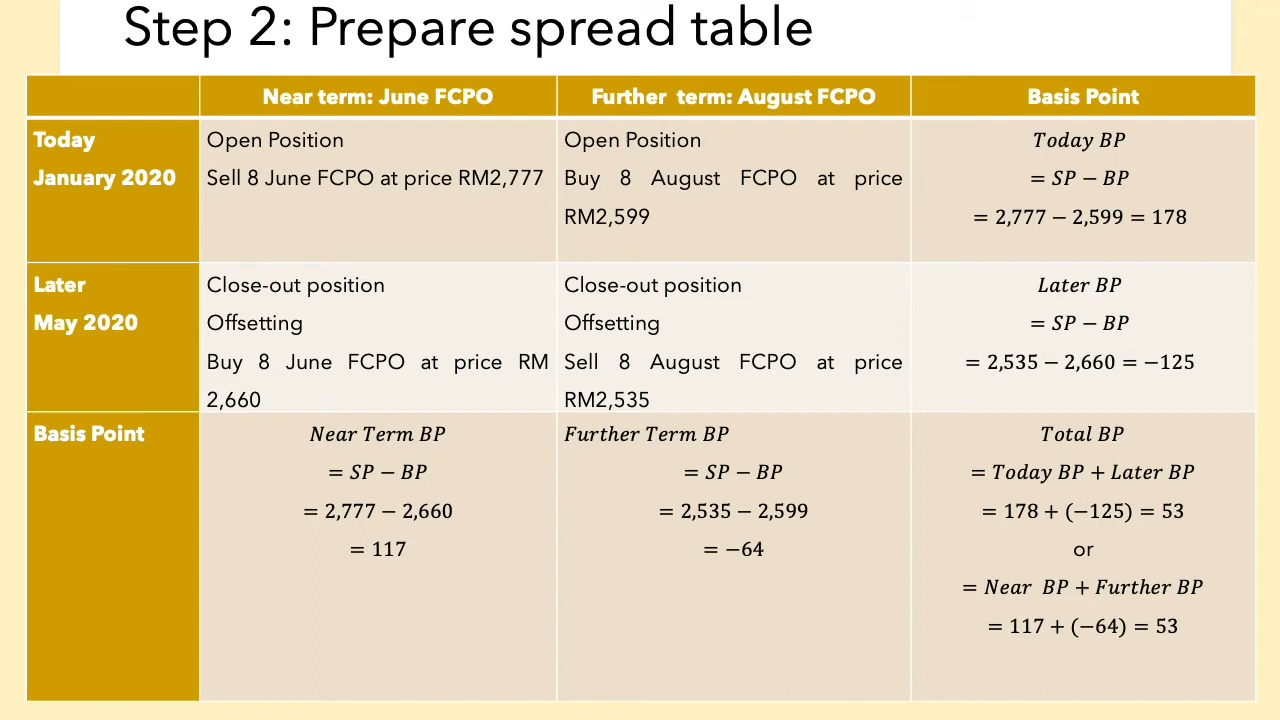 Step 2: Prepare spread table
Near term: June FCPO
Further term: August FCPO
Basis Point
Today
January 2020
Open Position
Sell 8 June FCPO at price RM2,777
Open Position
Buy 8 August FCPO at price
RM2,599
Today BP
= SP − BP
= 2,777 − 2,599 = 178
Later
May 2020
Close-out position
Offsetting
Buy 8 June FCPO at price RM
2,660
Close-out position
Offsetting
Sell 8 August FCPO at price
RM2,535
Later BP
= SP − BP
= 2,535 − 2,660 = −125
Basis Point
Near Term BP
= SP − BP
= 2,777 − 2,660
= 117
Further Term BP
= SP − BP
= 2,535 − 2,599
= −64
Total BP
= Today BP + Later BP
= 178 + (−125) = 53
or
= Near BP + Further BP
= 117 + (−64) = 53